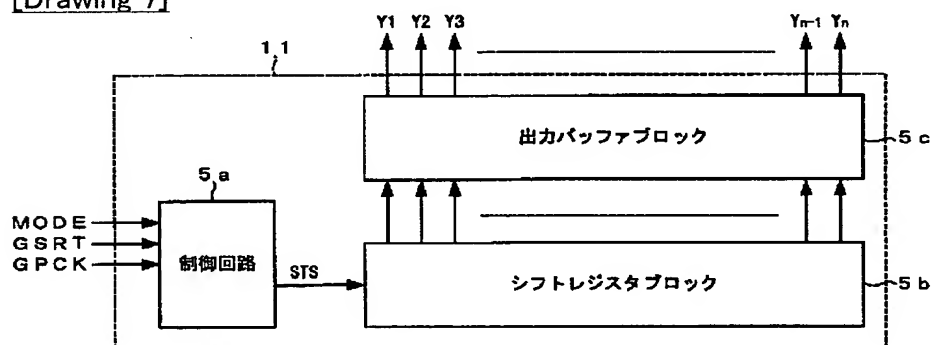 [Drawing 7]
Y1 Y2 Y3 Yn-1 Yn
11
出力バッファブロック
5c
5a
MODE
GSRT
GPCK
制御回路
STS
シフトレジスタブロック
5b